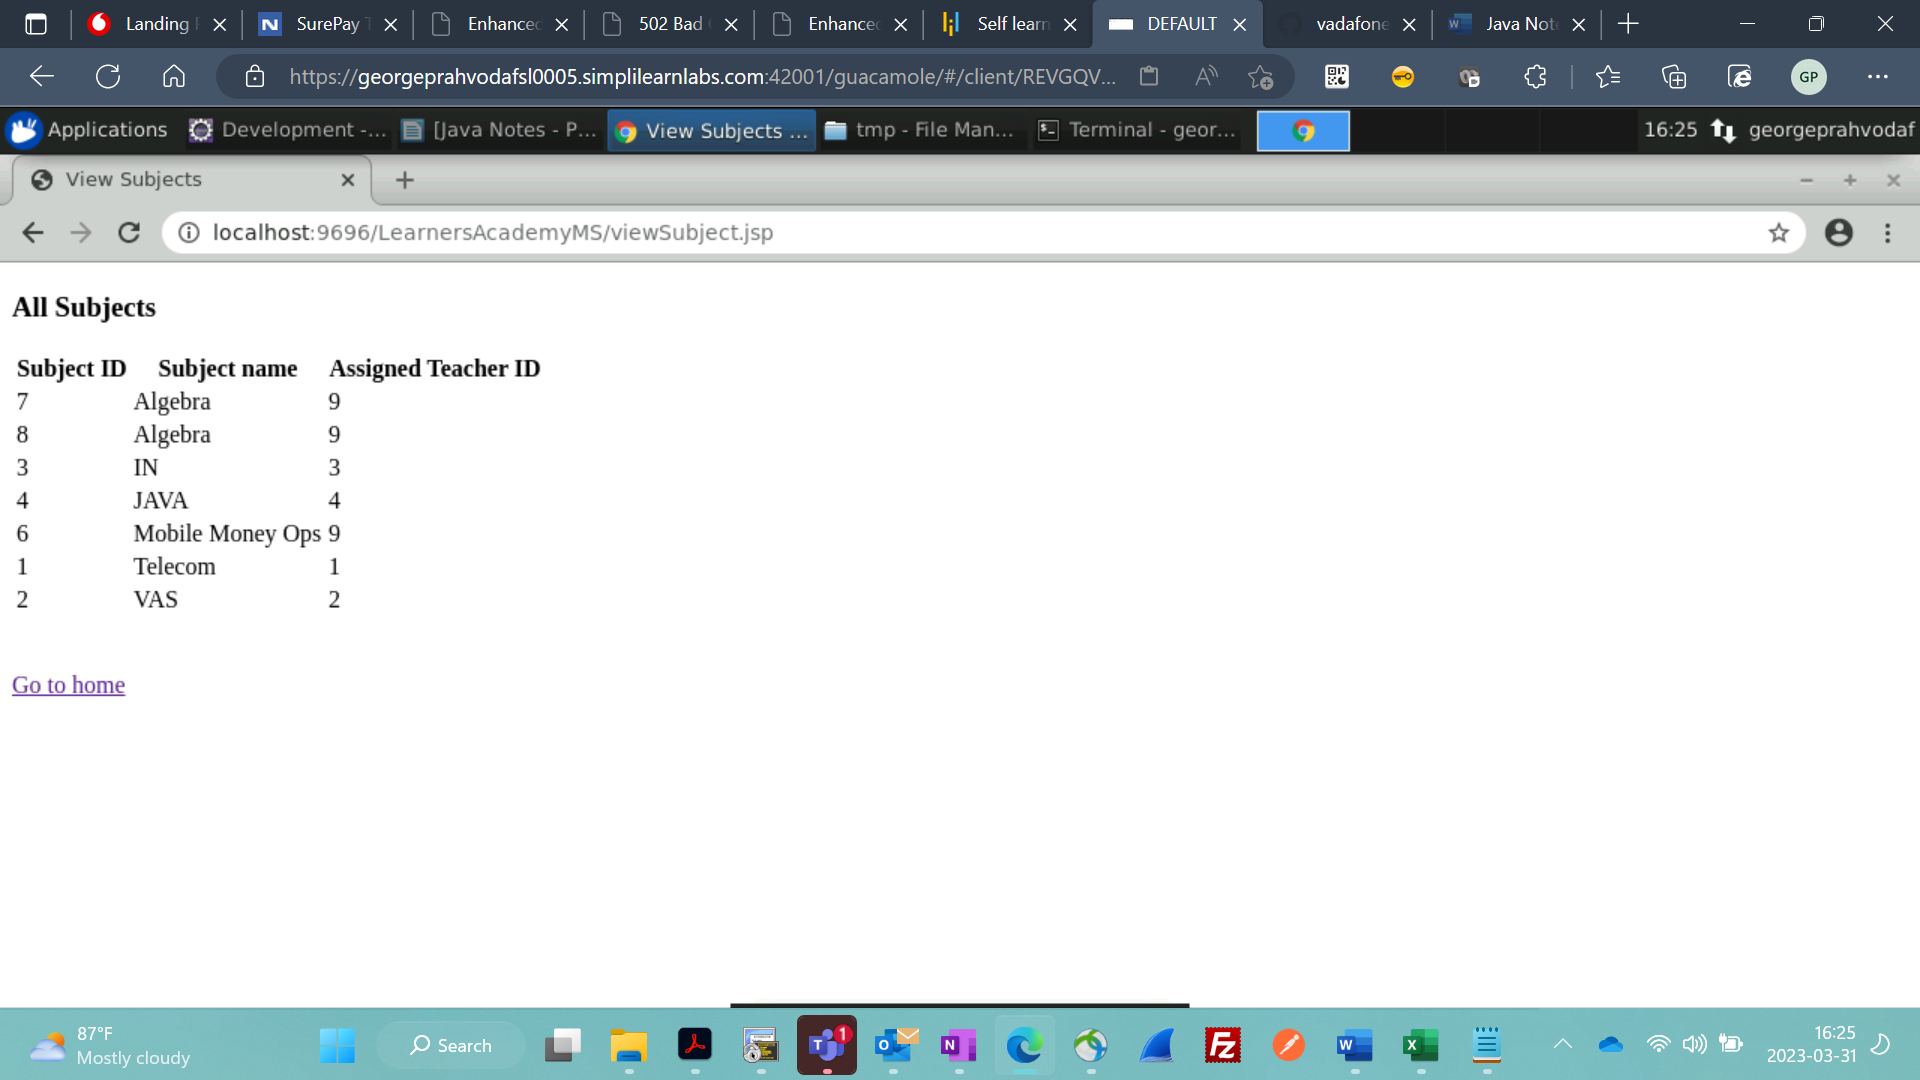 Landing
SurePay T
Enhanced
502 Bad
Enhanced
Self learn
DEFAULT
vadafone
Java Not
https://georgeprahvodafsl0005.simplilearnlabs.com:42001/guacamole/#/client/REVGQV...
GP
Applications
Development -...
[Java Notes - P...
View Subjects ...
tmp - File Man...
Terminal - geor...
16:25
georgeprahvodaf
View Subjects
localhost:9696/LearnersAcademyMS/viewSubject.jsp
All Subjects
Subject ID Subject name Assigned Teacher ID
7 Algebra 9
8 Algebra 9
3 IN 3
4 JAVA 4
6 Mobile Money Ops 9
1 Telecom 1
2 VAS 2
Go to home
87°F
Mostly cloudy
Search
1
16:25
2023-03-31